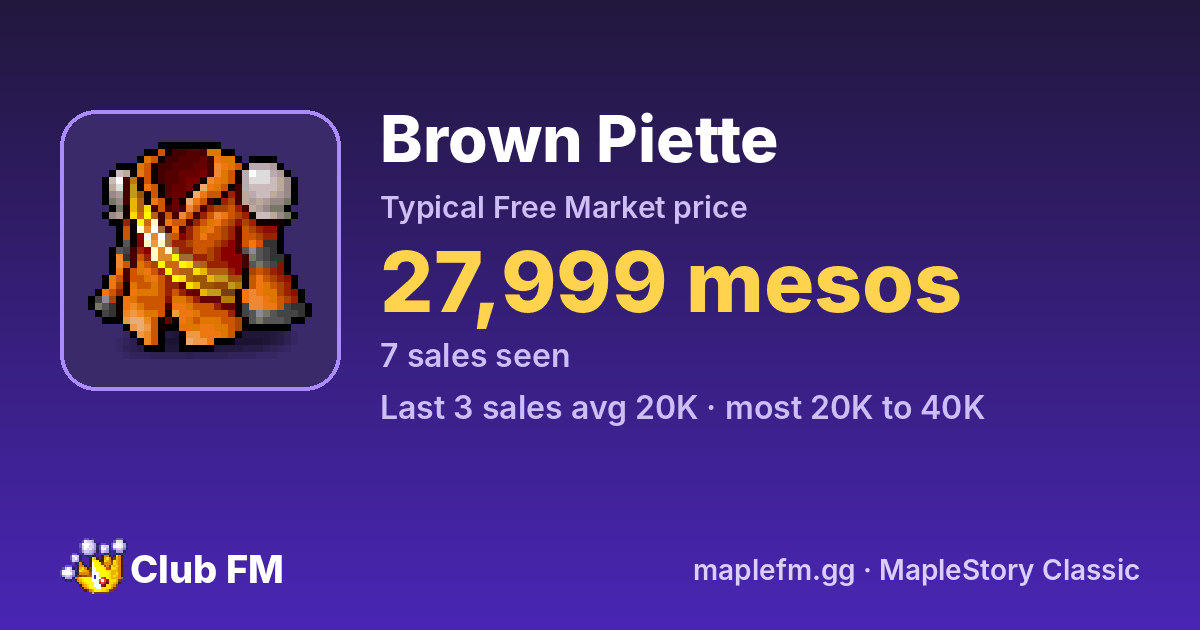 Brown Piette
Typical Free Market price
27,999 mesos
7 sales seen
Last 3 sales avg 20K · most 20K to 40K
Club FM
maplefm.gg · MapleStory Classic